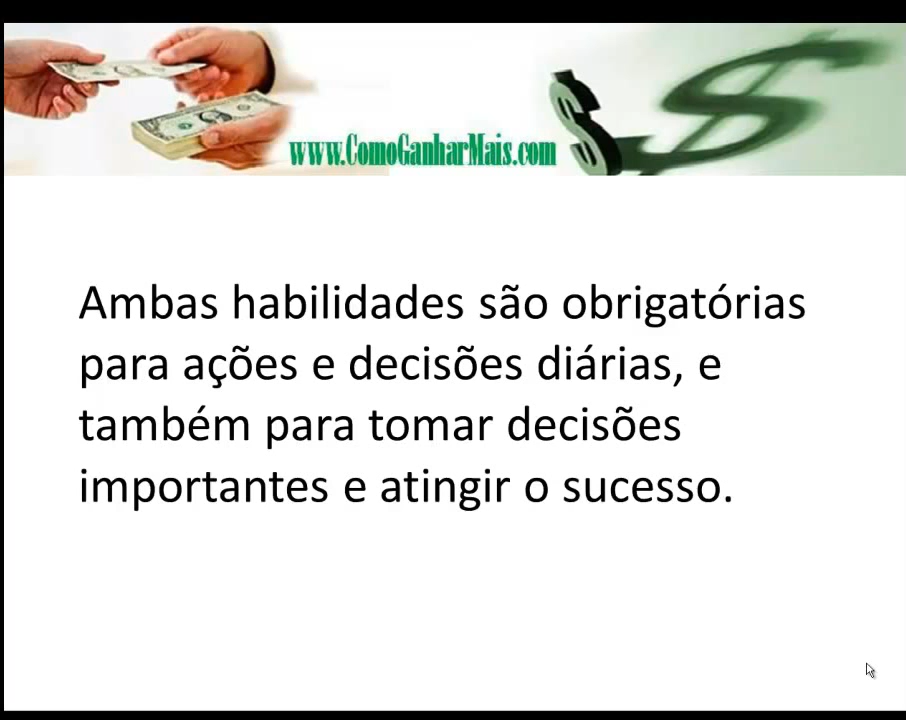 www.ComoGanharMais.com
Ambas habilidades são obrigatórias
para ações e decisões diárias, e
também para tomar decisões
importantes e atingir o sucesso.